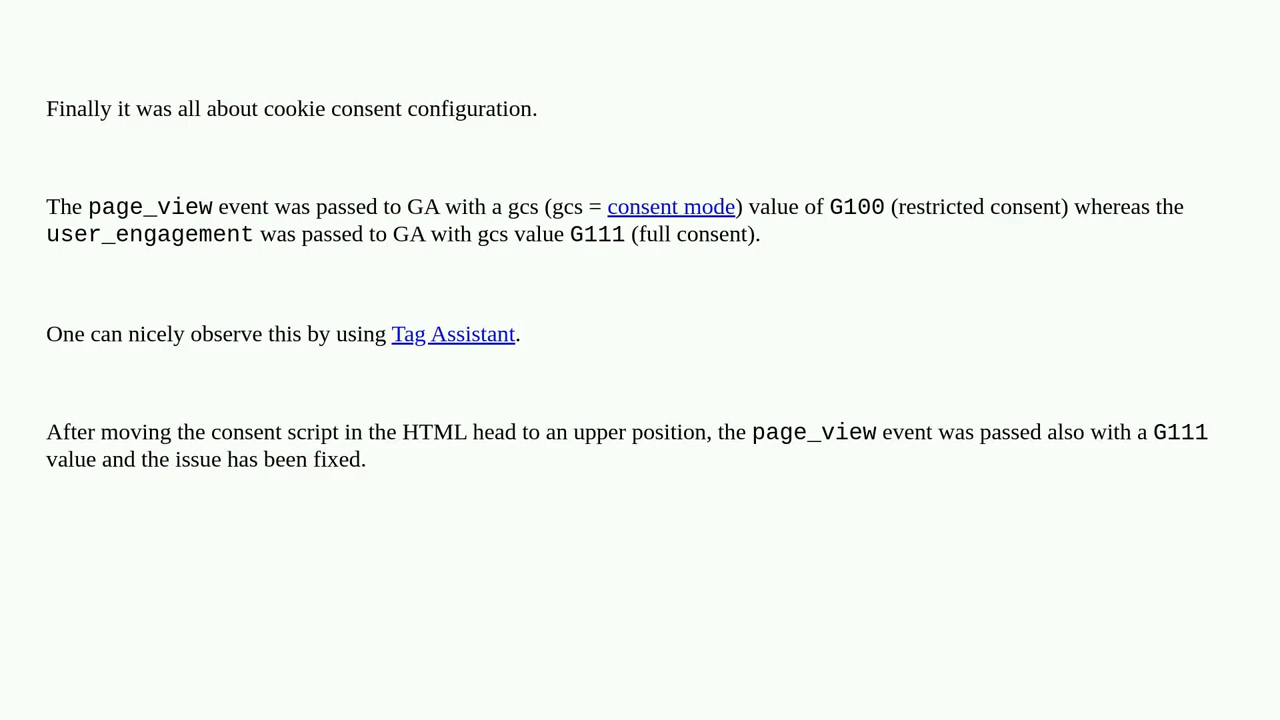 Finally it was all about cookie consent configuration.
The page_view event was passed to GA with a gcs (gcs = consent mode) value of G100 (restricted consent) whereas the
user_engagement was passed to GA with gcs value G111 (full consent).
One can nicely observe this by using Tag Assistant.
After moving the consent script in the HTML head to an upper position, the page_view event was passed also with a G111
value and the issue has been fixed.